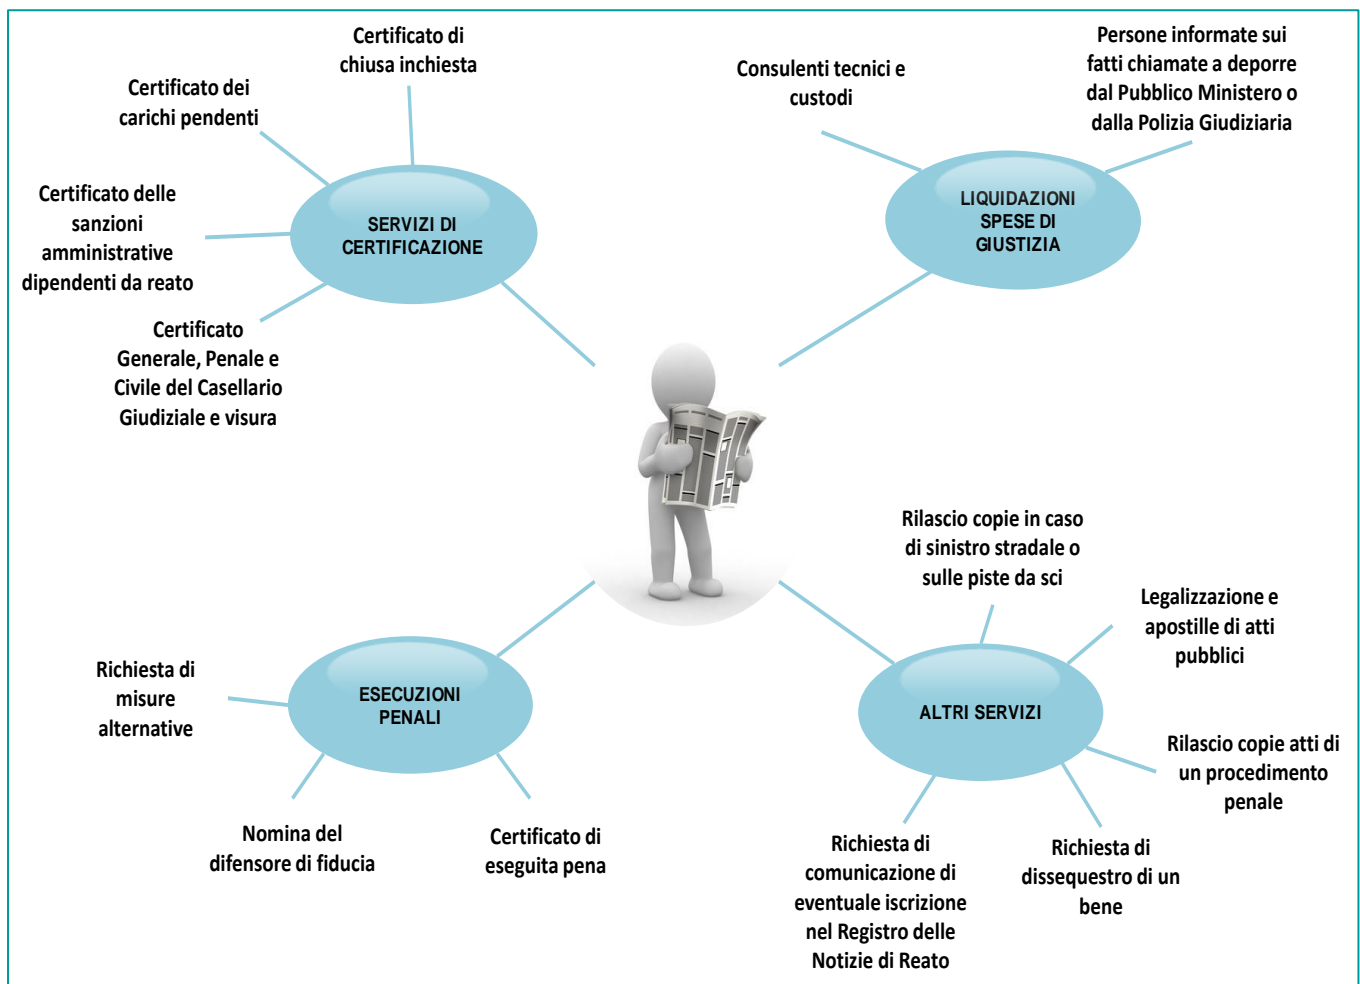 Certificato di
chiusa inchiesta
Certificato dei
carichi pendenti
Certificato delle
sanzioni
amministrative
dipendenti da reato
Certificato
Generale, Penale e
Civile del Casellario
Giudiziale e visura
SERVIZI DI
CERTIFICAZIONE
Consulenti tecnici e
custodi
Persone informate sui
fatti chiamate a deporre
dal Pubblico Ministero o
dalla Polizia Giudiziaria
LIQUIDAZIONI
SPESE DI
GIUSTIZIA
Richiesta di
misure
alternative
ESECUZIONI
PENALI
Nomina del
difensore di fiducia
Certificato di
eseguita pena
Rilascio copie in caso
di sinistro stradale o
sulle piste da sci
Legalizzazione e
apostille di atti
pubblici
ALTRI SERVIZI
Rilascio copie atti di
un procedimento
penale
Richiesta di
dissequestro di un
bene
Richiesta di
comunicazione di
eventuale iscrizione
nel Registro delle
Notizie di Reato